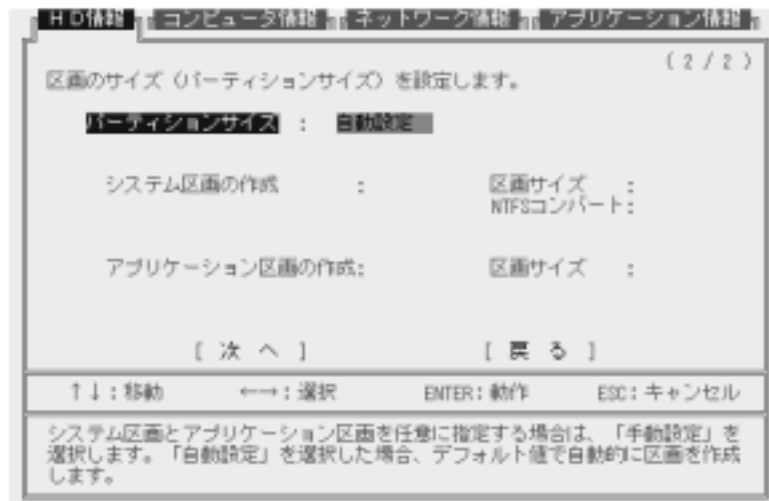 HD情報 コンピュータ情報 ネットワーク情報 アプリケーション情報
(2/2)
区画のサイズ（パーティションサイズ）を設定します。
パーティションサイズ : 自動設定
システム区画の作成 : 区画サイズ :
NTFSコンバート:
アプリケーション区画の作成: 区画サイズ :
[ 次 へ ] [ 戻 る ]
↑↓:移動 ←→:選択 ENTER:動作 ESC:キャンセル
システム区画とアプリケーション区画を任意に指定する場合は、「手動設定」を
選択します。「自動設定」を選択した場合、デフォルト値で自動的に区画を作成
します。